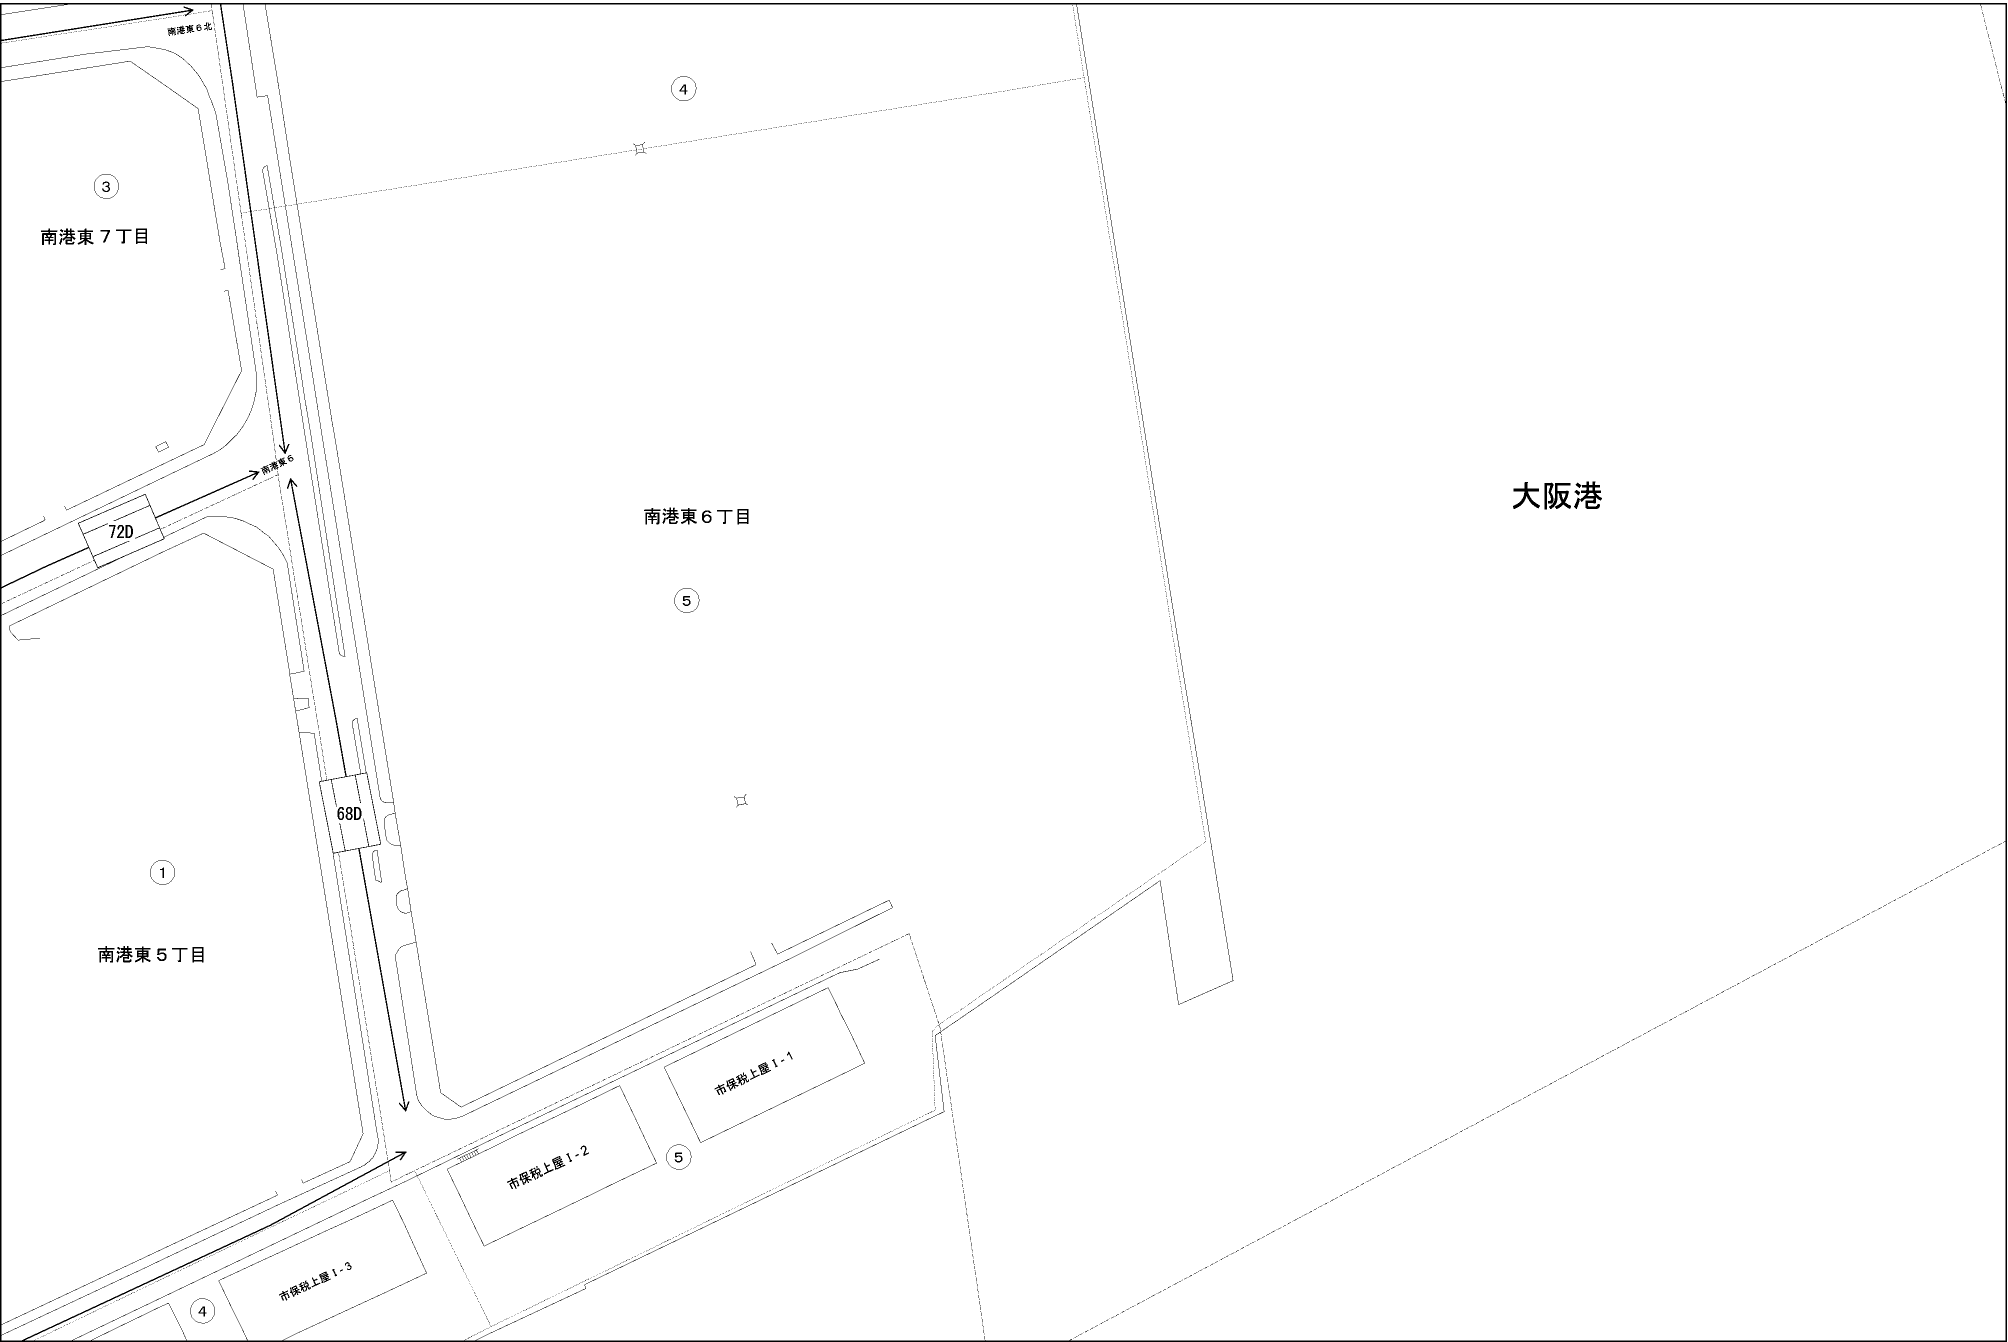 南港東６北
④
③
南港東７丁目
南港東６
大阪港
南港東６丁目
72D
⑤
68D
①
南港東５丁目
市保税上屋Ｉ-１
市保税上屋Ｉ-２
⑤
市保税上屋Ｉ-３
④